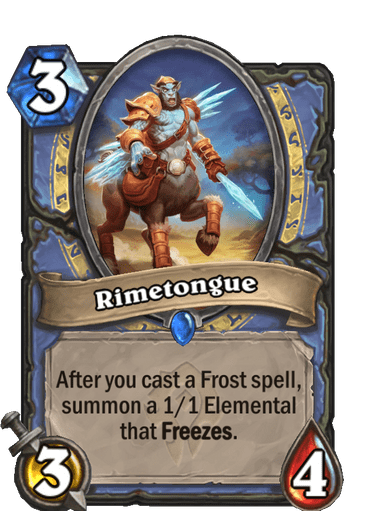 3
Rimetongue
After you cast a Frost spell,
summon a 1/1 Elemental
that Freezes.
3
4